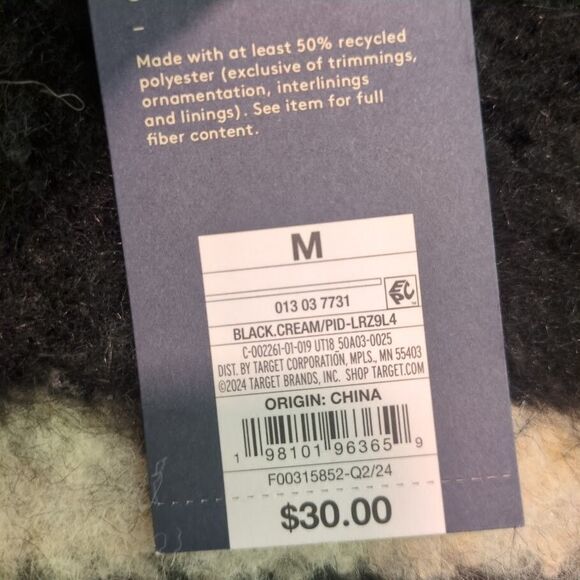 Made with at least 50% recycled
polyester (exclusive of trimmings,
ornamentation, interlinings
and linings). See item for full
fiber content.
M
013 03 7731
EPC
BLACK.CREAM/PID-LRZ9L4
C-002261-01-019 UT18_50A03-0025
DIST. BY TARGET CORPORATION, MPLS., MN 55403
©2024 TARGET BRANDS, INC. SHOP TARGET.COM
ORIGIN: CHINA
1 98101 96365 9
F00315852-Q2/24
$30.00